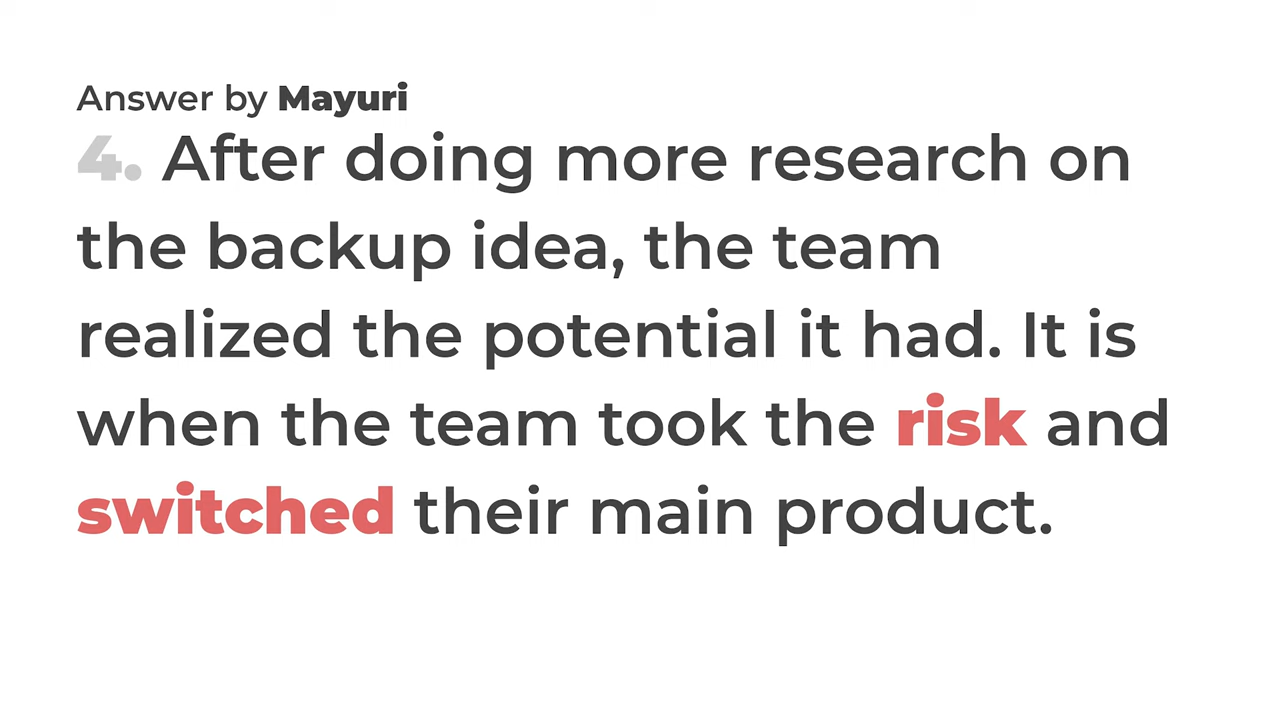 Answer by Mayuri
4. After doing more research on
the backup idea, the team
realized the potential it had. It is
when the team took the risk and
switched their main product.